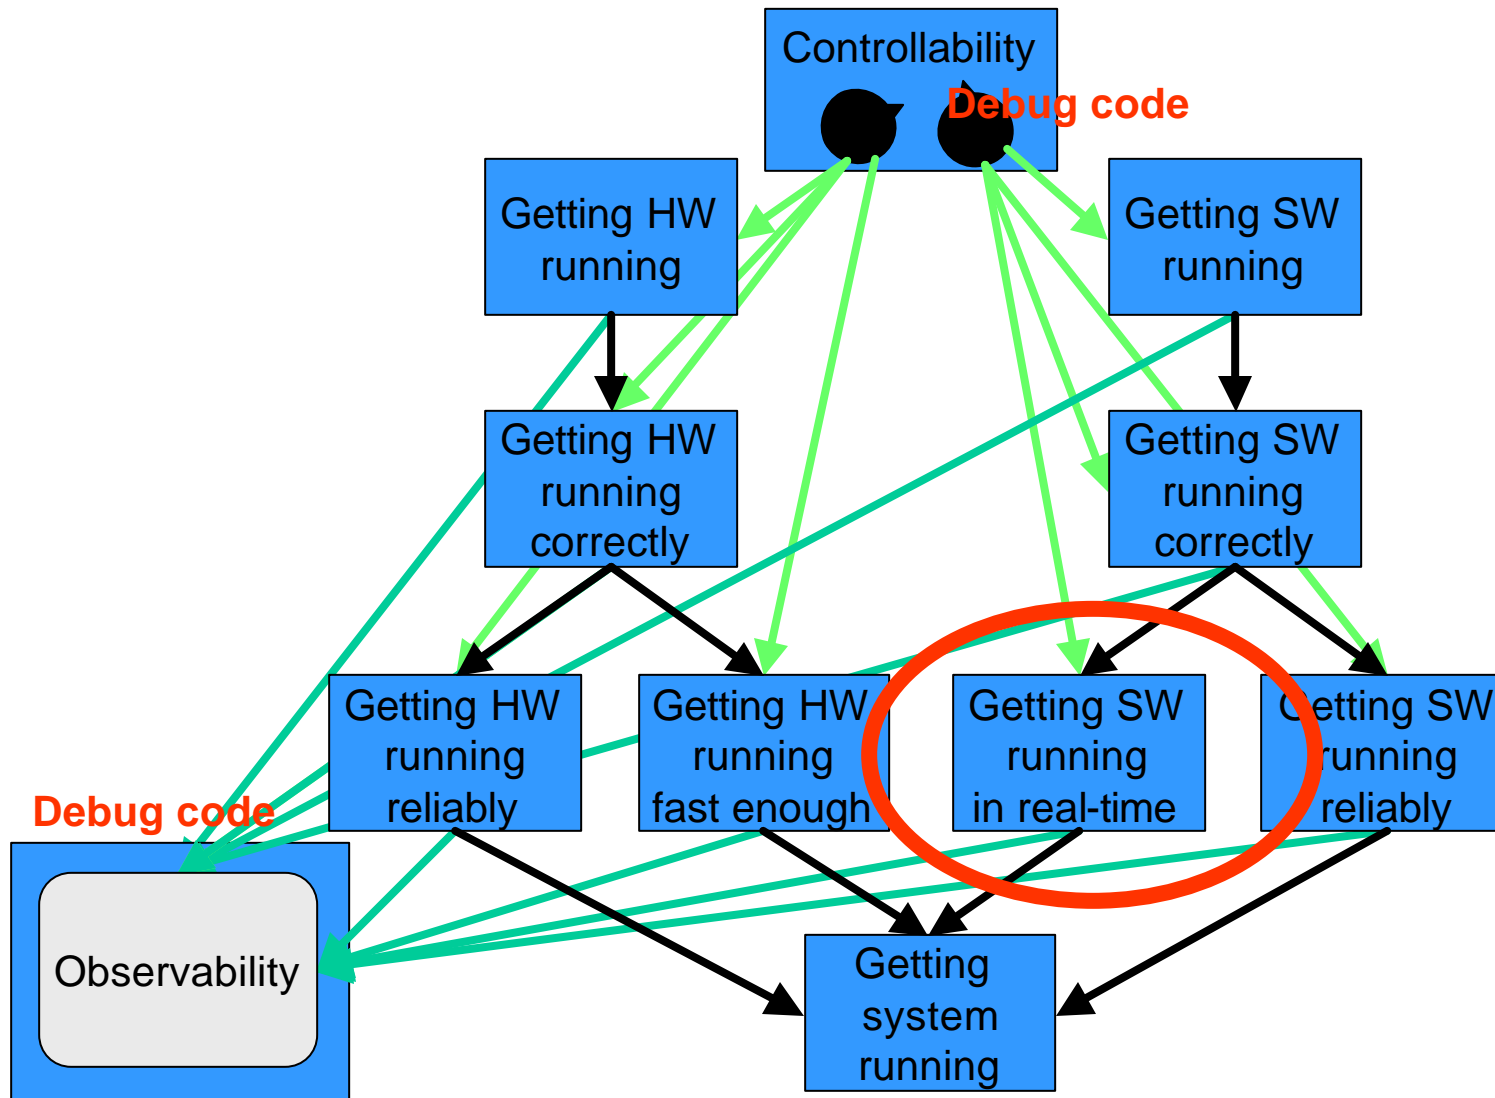 Controllability
Debug code
Getting HW
running
Getting SW
running
Getting HW
running
correctly
Getting SW
running
correctly
Getting HW
running
reliably
Getting HW
running
fast enough
Getting SW
running
in real-time
Getting SW
running
reliably
Debug code
Observability
Getting
system
running